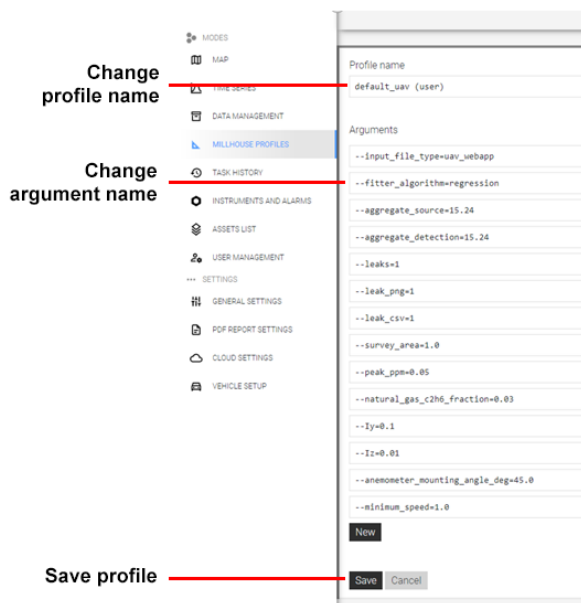 Change
profile name
Change
argument name
Save profile
MODES
MAP
TIME SERIES
DATA MANAGEMENT
MILLHOUSE PROFILES
TASK HISTORY
INSTRUMENTS AND ALARMS
ASSETS LIST
USER MANAGEMENT
SETTINGS
GENERAL SETTINGS
PDF REPORT SETTINGS
CLOUD SETTINGS
VEHICLE SETUP
Profile name
default_uav (user)
Arguments
--input_file_type=uav_webapp
--fitter_algorithm=regression
--aggregate_source=15.24
--aggregate_detection=15.24
--leaks=1
--leak_png=1
--leak_csv=1
--survey_area=1.0
--peak_ppm=0.05
--natural_gas_c2h6_fraction=0.03
--Iy=0.1
--Iz=0.01
--anemometer_mounting_angle_deg=45.0
--minimum_speed=1.0
New
Save Cancel